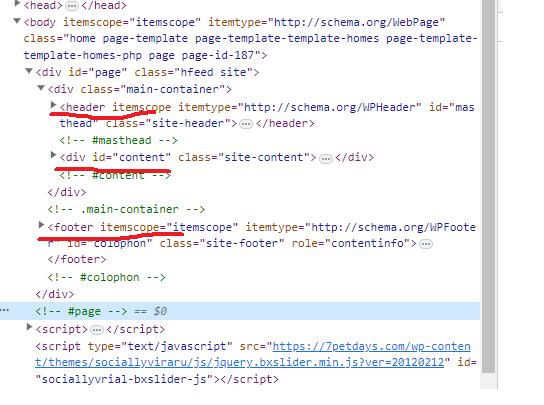 <head> ⋯ </head>
<body itemscope="itemscope" itemtype="http://schema.org/WebPage"
class="home page-template page-template-template-homes page-template-
template-homes-php page page-id-187">
<div id="page" class="hfeed site">
<div class="main-container">
<header itemscope itemtype="http://schema.org/WPHeader" id="mas
thead" class="site-header"> ⋯ </header>
<!-- #masthead -->
<div id="content" class="site-content"> ⋯ </div>
<!-- #content -->
</div>
<!-- .main-container -->
<footer itemscope="itemscope" itemtype="http://schema.org/WPFoote
r" id="colophon" class="site-footer" role="contentinfo"> ⋯
</footer>
<!-- #colophon -->
</div>
⋯ <!-- #page --> == $0
<script> ⋯ </script>
<script type="text/javascript" src="https://7petdays.com/wp-conten
t/themes/sociallyviraru/js/jquery.bxslider.min.js?ver=20120212" id=
"sociallyvrial-bxslider-js"></script>